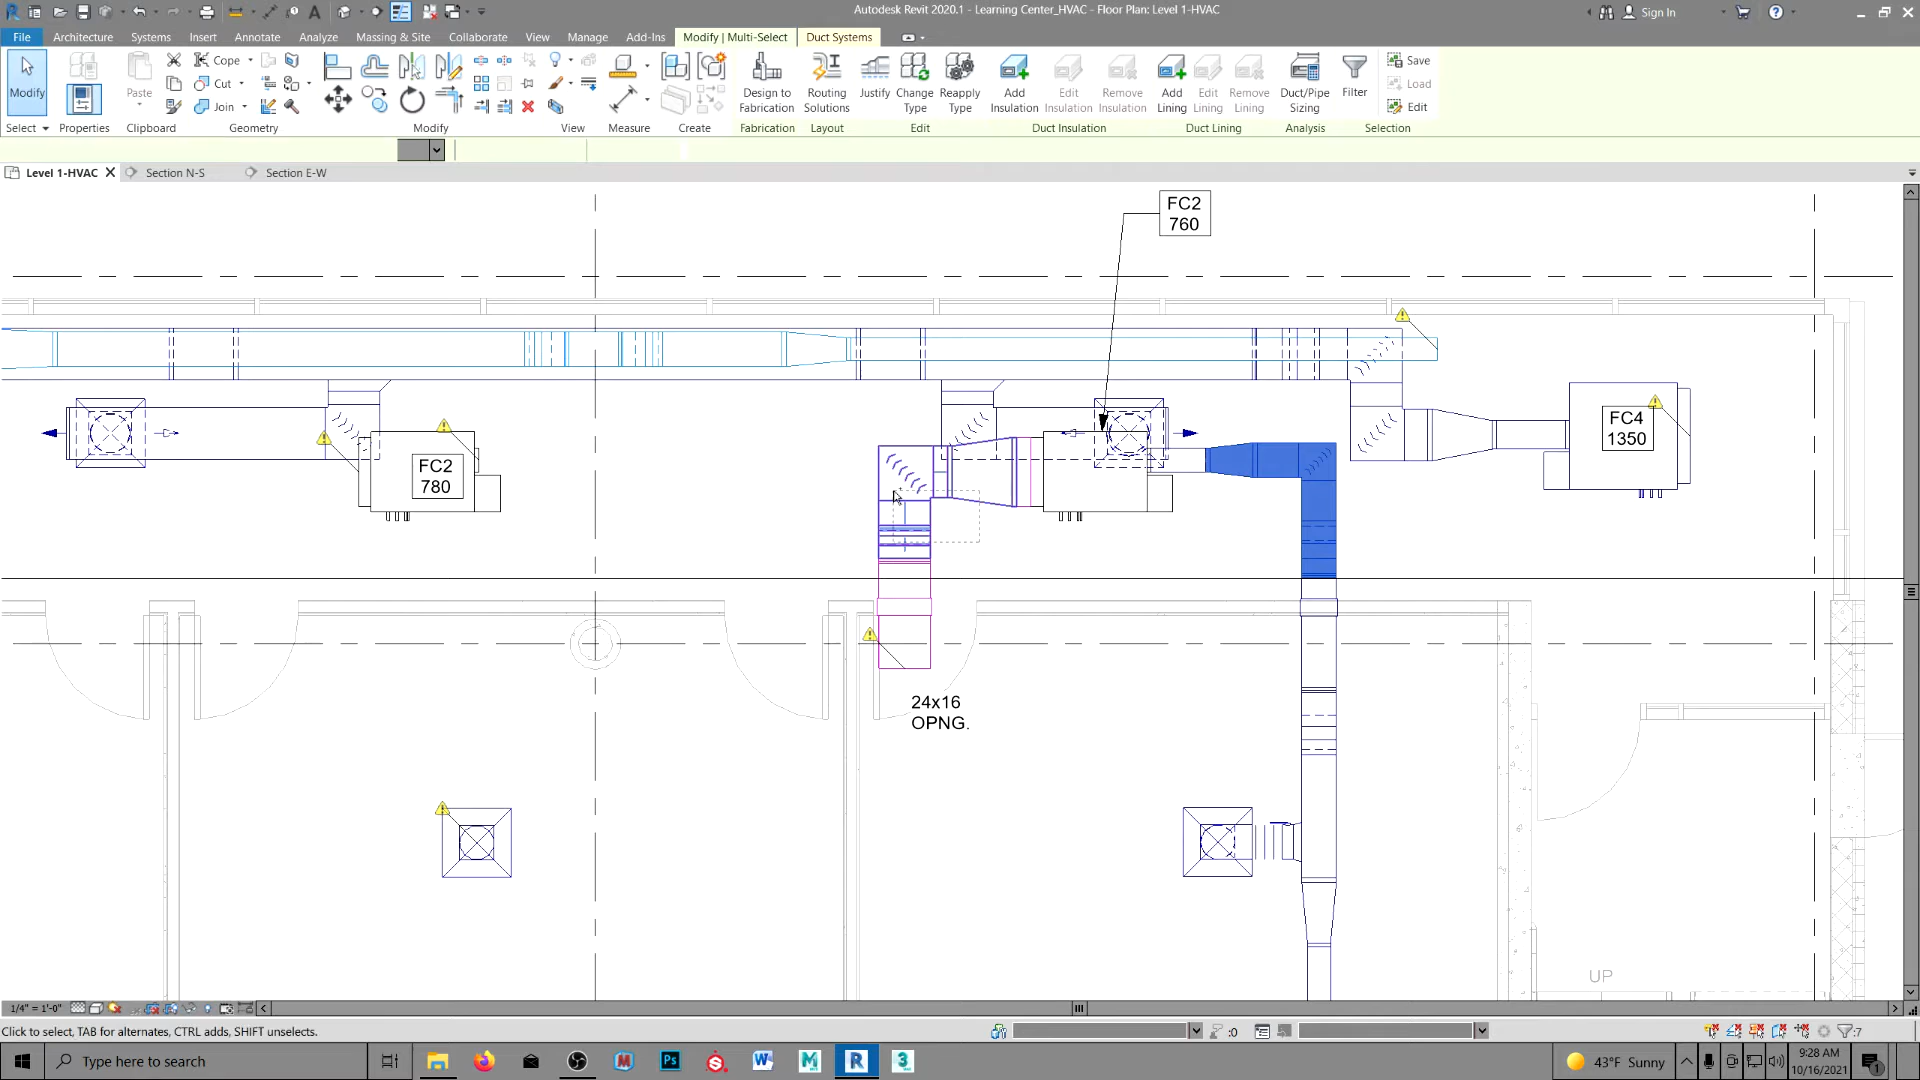 Autodesk Revit 2020.1 - Learning Center_HVAC - Floor Plan: Level 1-HVAC
Sign In
File
Architecture
Systems
Insert
Annotate
Analyze
Massing & Site
Collaborate
View
Manage
Add-Ins
Modify | Multi-Select
Duct Systems
Modify
Paste
Cope
Cut
Join
Design to
Fabrication
Routing
Solutions
Justify
Change
Type
Reapply
Type
Add
Insulation
Edit
Insulation
Remove
Insulation
Add
Lining
Edit
Lining
Remove
Lining
Duct/Pipe
Sizing
Filter
Save
Load
Edit
Select
Properties
Clipboard
Geometry
Modify
View
Measure
Create
Fabrication
Layout
Edit
Duct Insulation
Duct Lining
Analysis
Selection
Level 1-HVAC
Section N-S
Section E-W
FC2
760
FC2
780
FC4
1350
24x16
OPNG.
UP
1/4" = 1'-0"
Click to select, TAB for alternates, CTRL adds, SHIFT unselects.
:0
:7
Type here to search
43°F Sunny
9:28 AM
10/16/2021